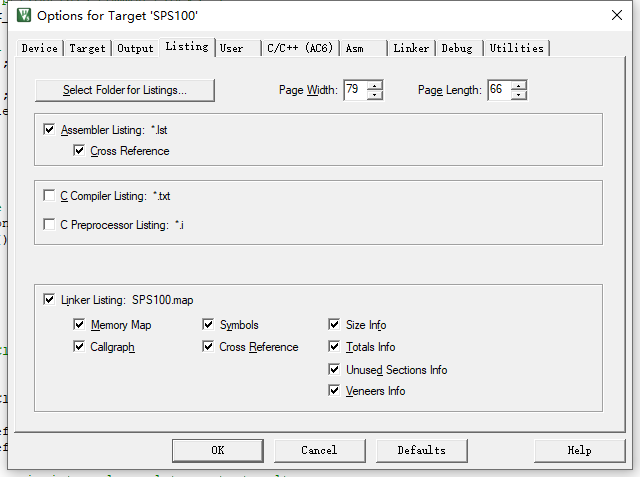 Options for Target 'SPS100'
Device Target Output Listing User C/C++ (AC6) Asm Linker Debug Utilities
Select Folder for Listings... Page Width: 79 Page Length: 66
Assembler Listing: *.lst
Cross Reference
C Compiler Listing: *.txt
C Preprocessor Listing: *.i
Linker Listing: SPS100.map
Memory Map Symbols Size Info
Callgraph Cross Reference Totals Info
Unused Sections Info
Veneers Info
OK Cancel Defaults Help